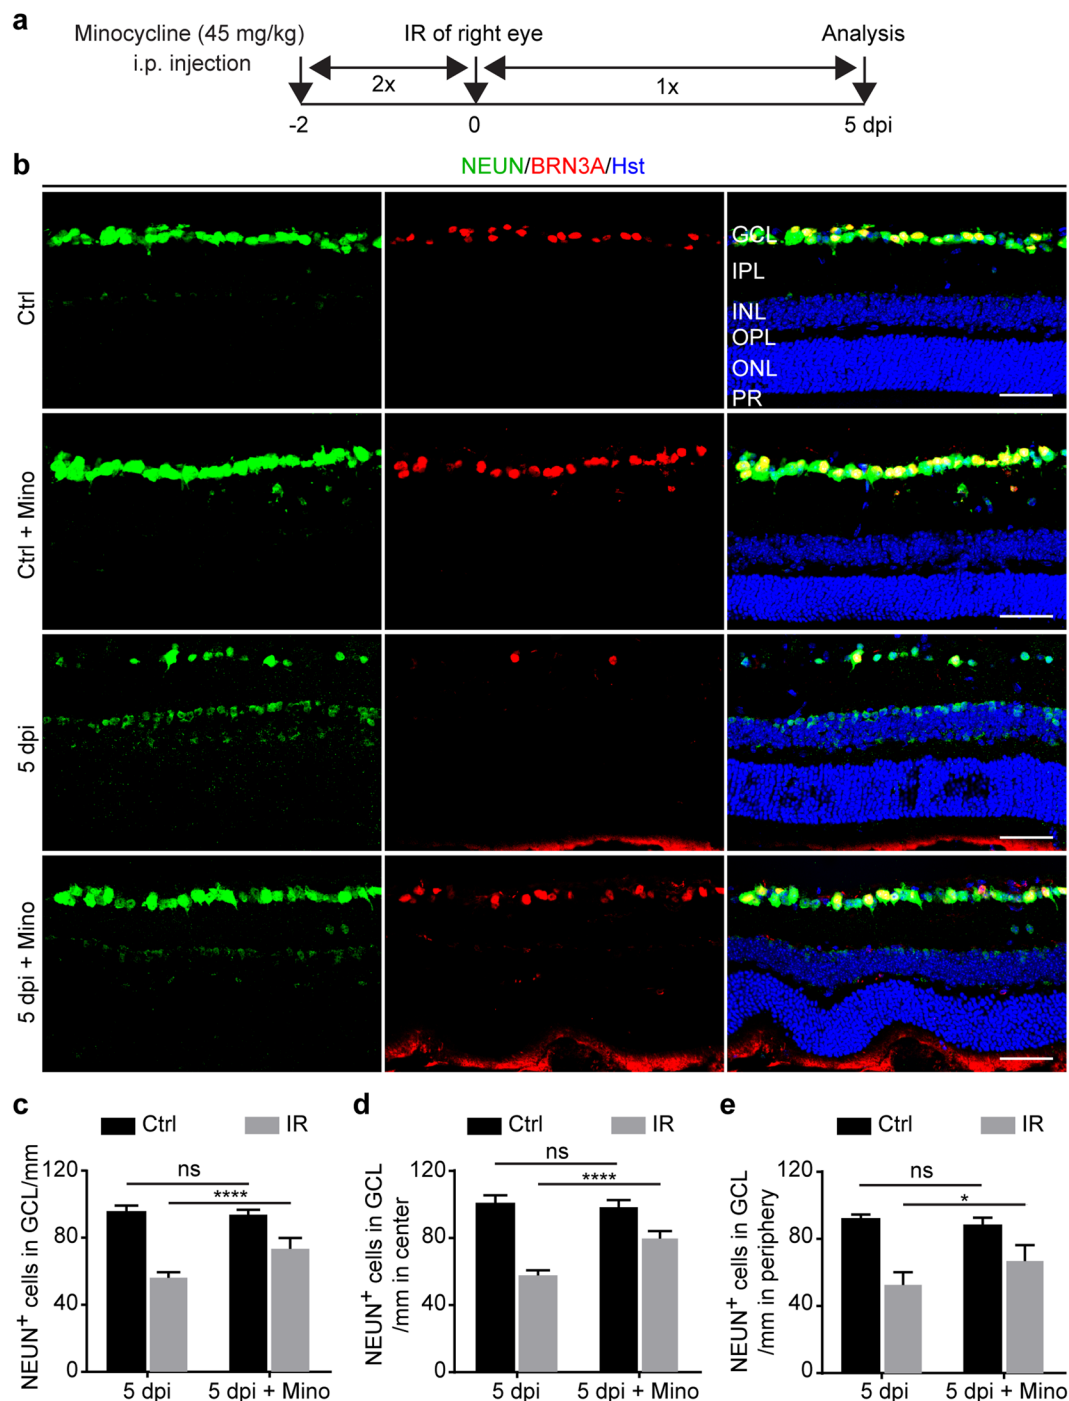 a
Minocycline (45 mg/kg)
i.p. injection
IR of right eye
Analysis
2x
1x
-2
0
5 dpi
b
NEUN/BRN3A/Hst
Ctrl
GCL
IPL
INL
OPL
ONL
PR
Ctrl + Mino
5 dpi
5 dpi + Mino
c
Ctrl
IR
NEUN+ cells in GCL/mm
120
80
40
0
ns
****
5 dpi
5 dpi + Mino
d
Ctrl
IR
NEUN+ cells in GCL
/mm in center
120
80
40
0
ns
****
5 dpi
5 dpi + Mino
e
Ctrl
IR
NEUN+ cells in GCL
/mm in periphery
120
80
40
0
ns
*
5 dpi
5 dpi + Mino